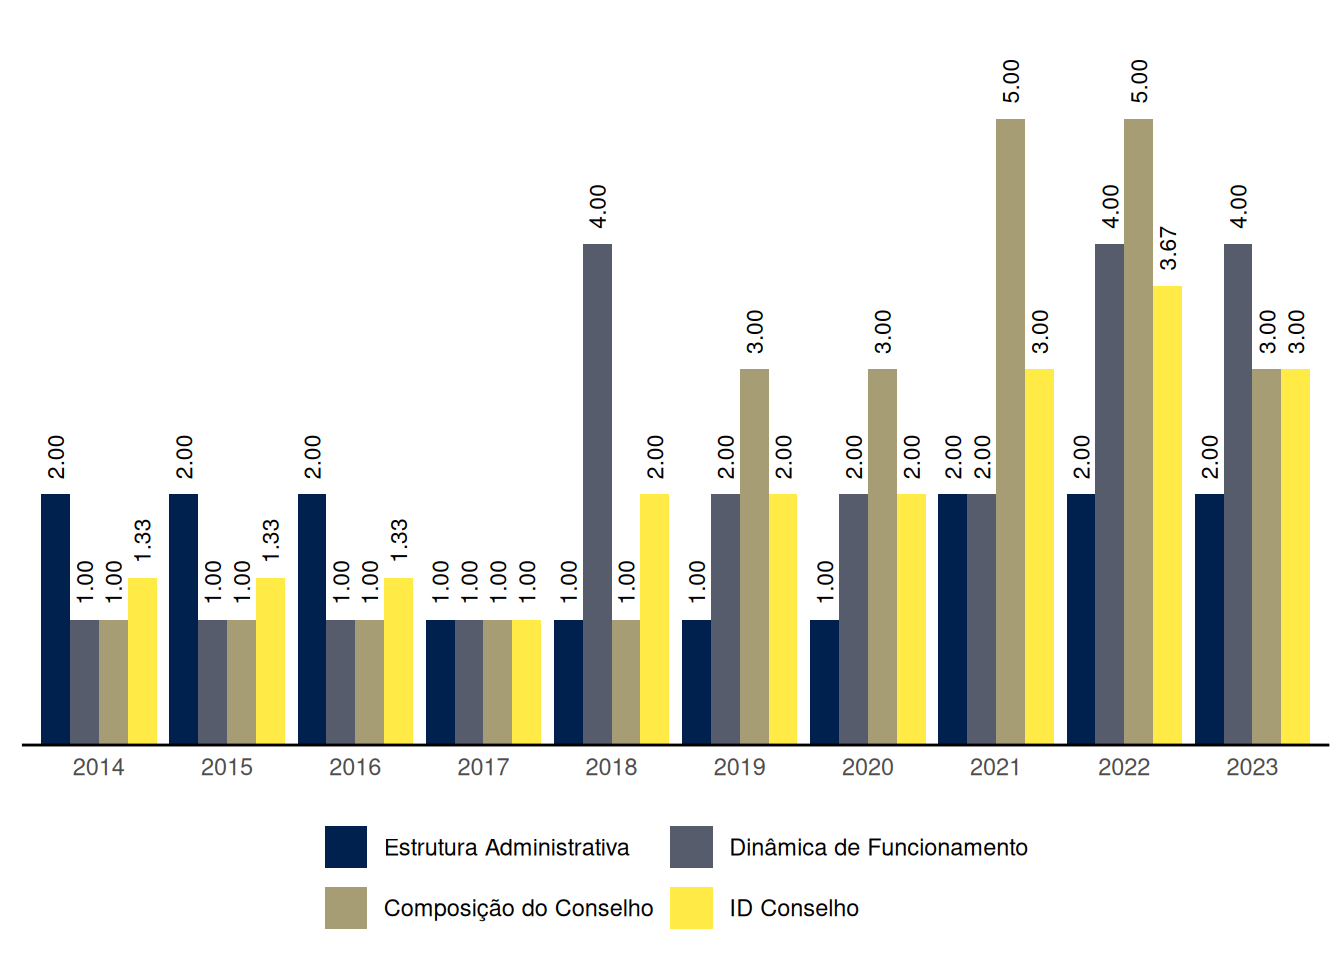 5.00 5.00
4.00 4.00 4.00
3.67
3.00 3.00 3.00 3.00 3.00
2.00 2.00 2.00 2.00 2.00 2.00 2.00 2.00 2.00 2.00 2.00 2.00
1.33 1.33 1.33
1.00 1.00 1.00 1.00 1.00 1.00 1.00 1.00 1.00 1.00 1.00 1.00 1.00 1.00
2014 2015 2016 2017 2018 2019 2020 2021 2022 2023
Estrutura Administrativa Dinâmica de Funcionamento
Composição do Conselho ID Conselho